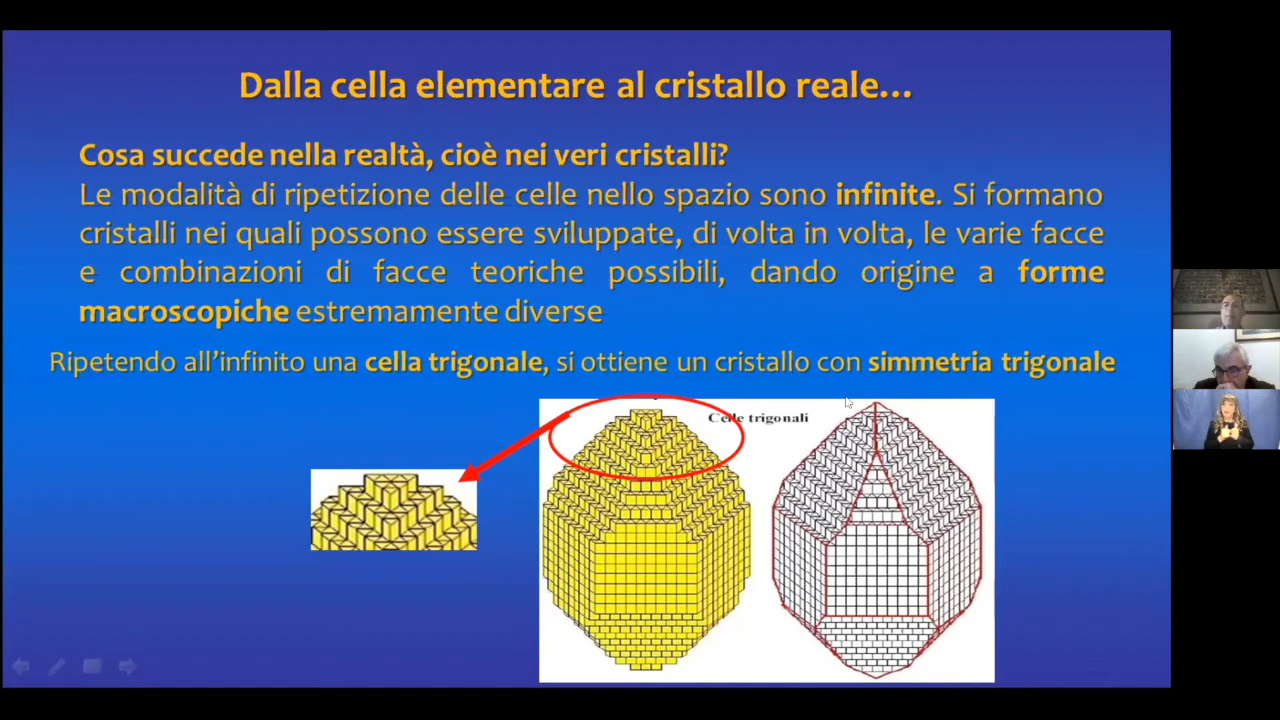 Dalla cella elementare al cristallo reale...
Cosa succede nella realtà, cioè nei veri cristalli?
Le modalità di ripetizione delle celle nello spazio sono infinite. Si formano
cristalli nei quali possono essere sviluppate, di volta in volta, le varie facce
e combinazioni di facce teoriche possibili, dando origine a forme
macroscopiche estremamente diverse
Ripetendo all’infinito una cella trigonale, si ottiene un cristallo con simmetria trigonale
Celle trigonali